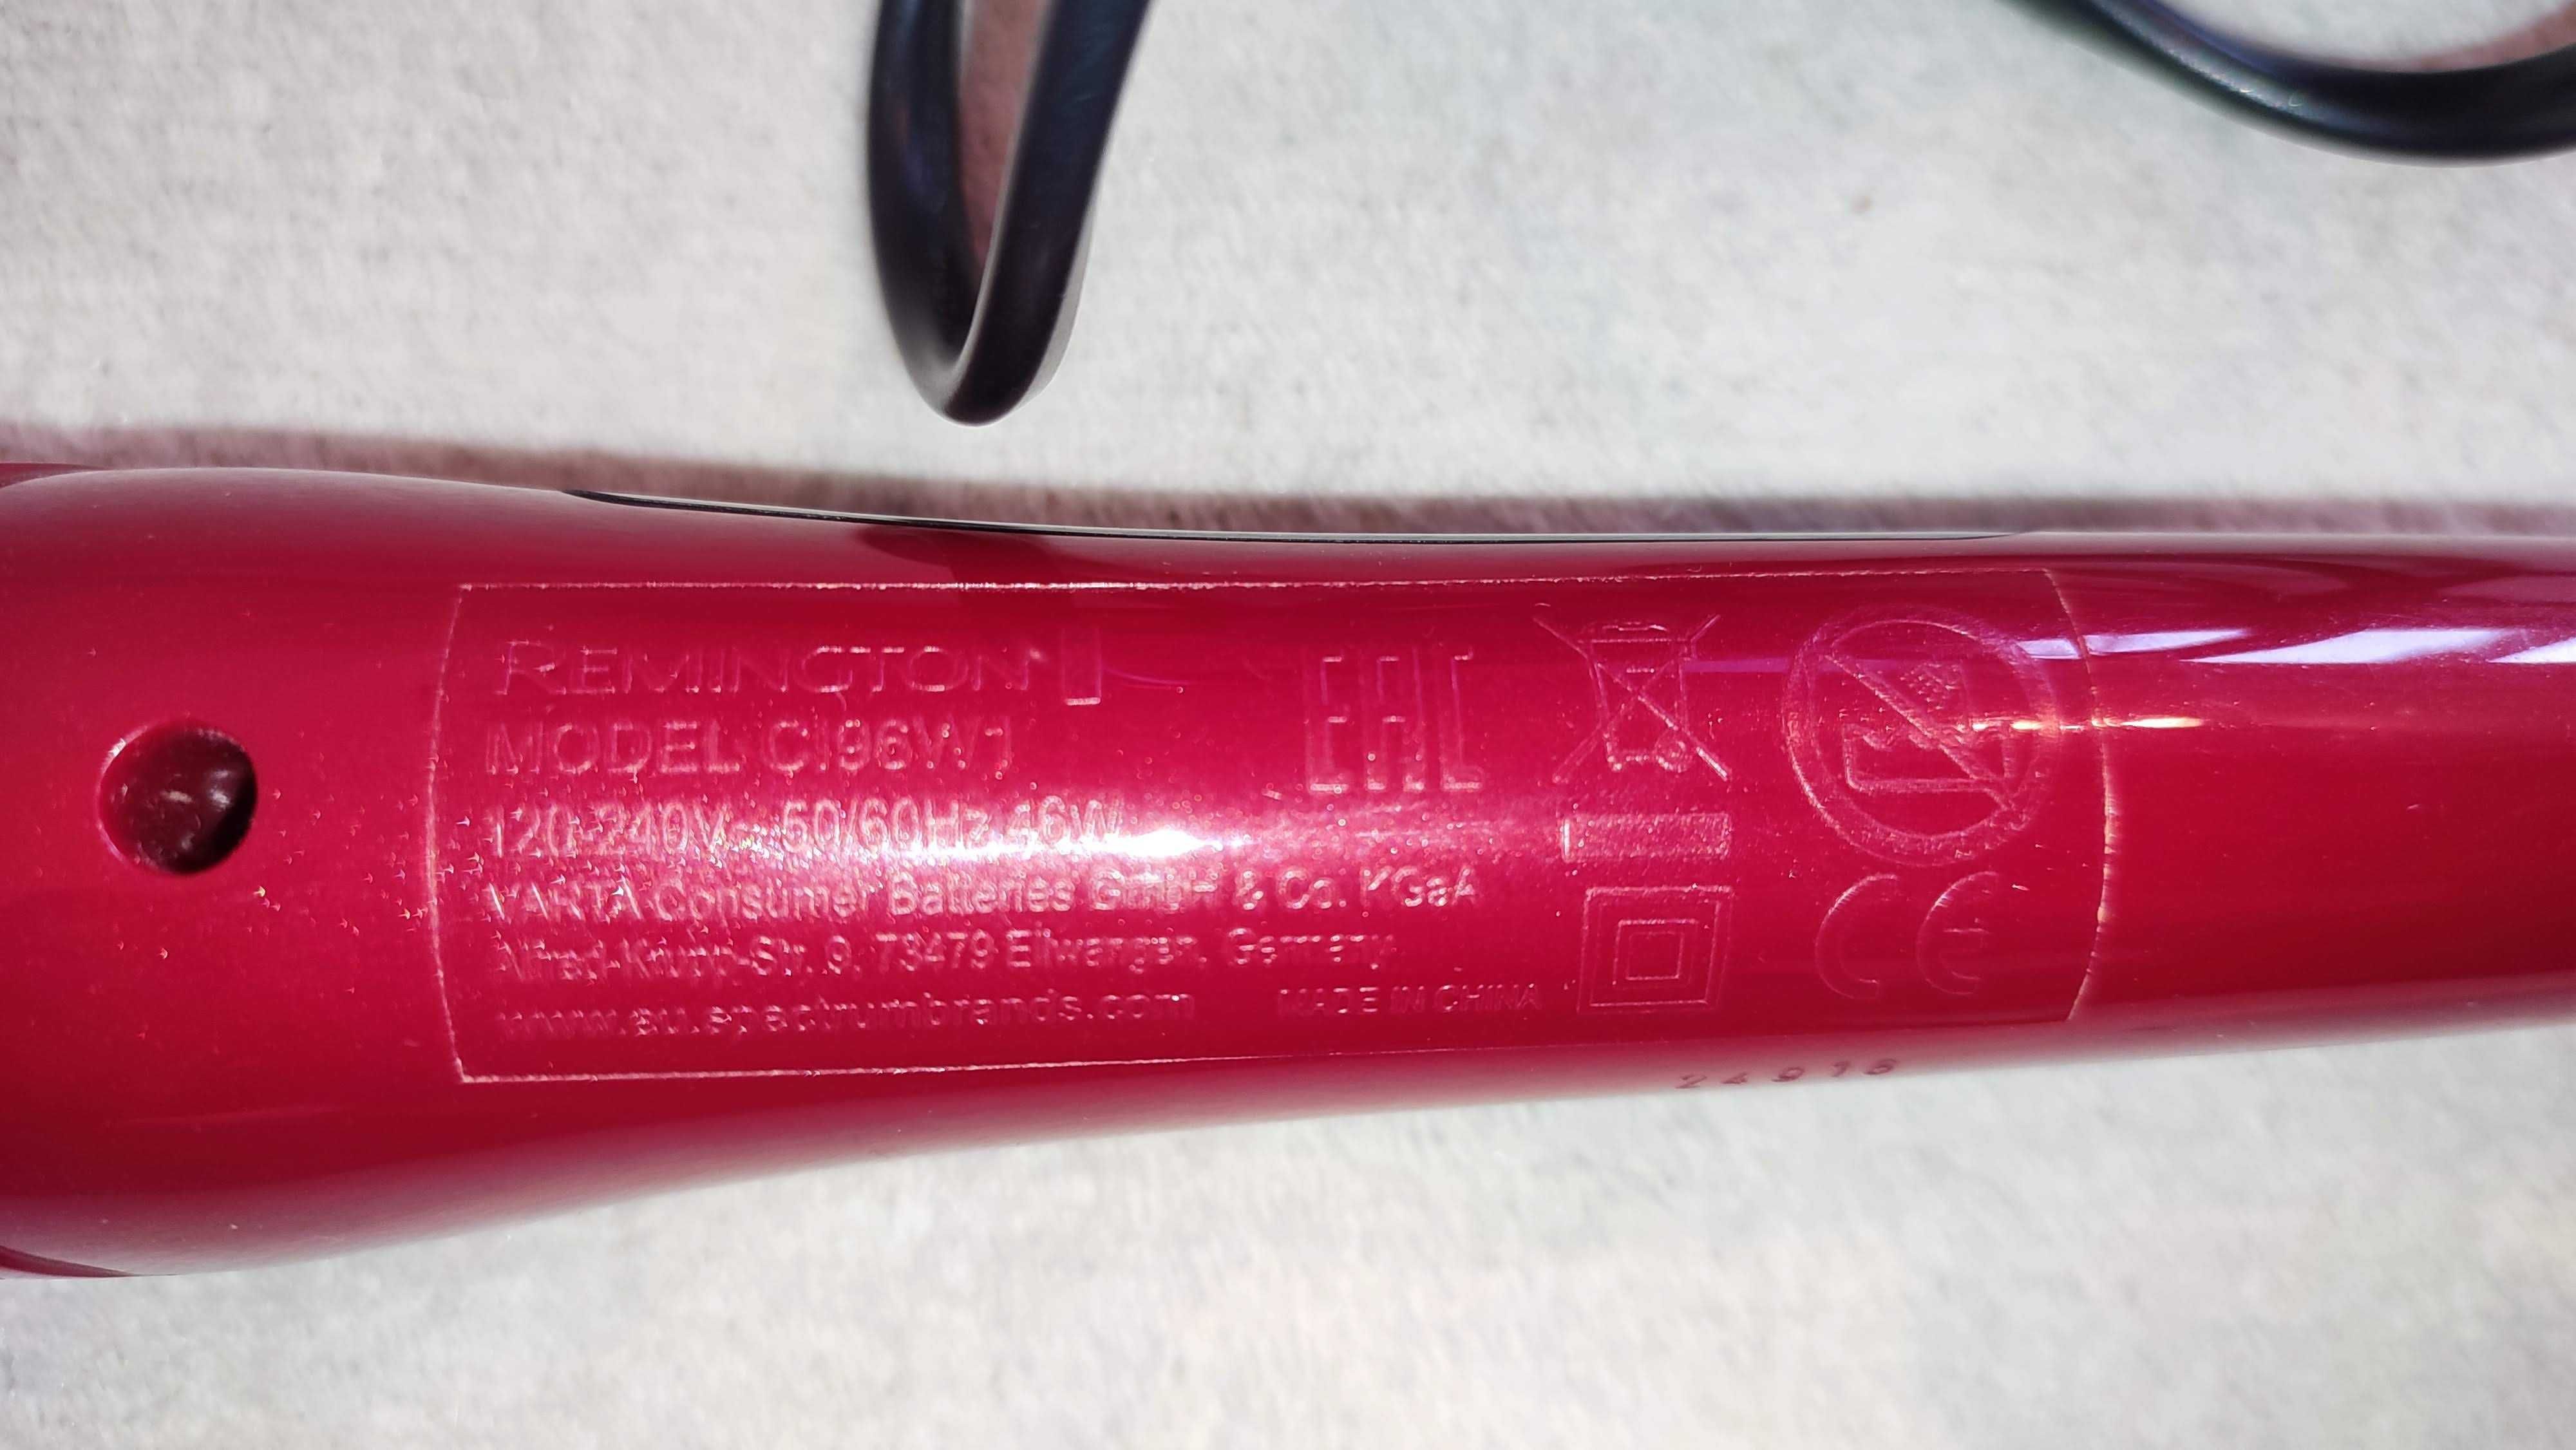 REMINGTON
MODEL CI96W1
120-240V~ 50/60Hz 46W
VARTA Consumer Batteries GmbH & Co. KGaA
Alfred-Krupp-Str. 9, 73479 Ellwangen, Germany
www.eu.spectrumbrands.com MADE IN CHINA
EAC
CE
24916